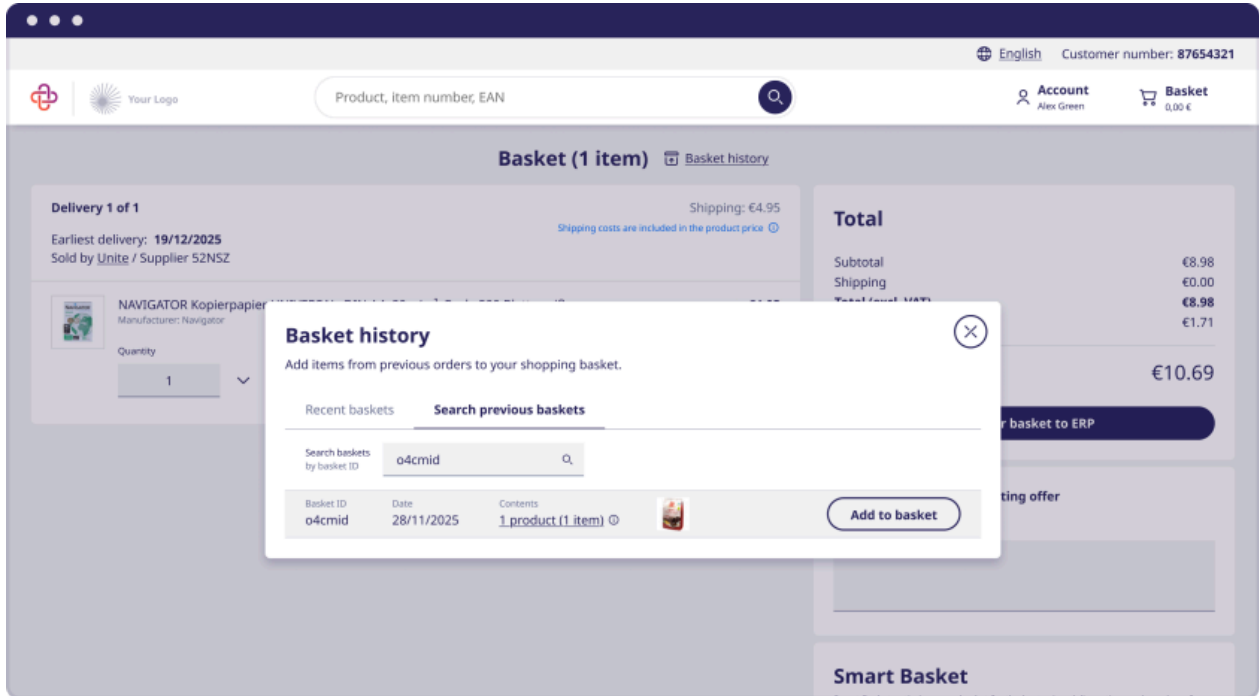 English Customer number: 87654321
Your Logo
Product, item number, EAN
Account
Alex Green
Basket
0,00 €
Basket (1 item) Basket history
Delivery 1 of 1
Shipping: €4.95
Shipping costs are included in the product price
Earliest delivery: 19/12/2025
Sold by Unite / Supplier 52NSZ
NAVIGATOR Kopierpapier
Manufacturer: Navigator
Quantity
1
Total
Subtotal €8.98
Shipping €0.00
Total (excl. VAT) €8.98
€1.71
€10.69
r basket to ERP
ting offer
Basket history
Add items from previous orders to your shopping basket.
Recent baskets Search previous baskets
Search baskets
by basket ID
o4cmid
Basket ID Date Contents
o4cmid 28/11/2025 1 product (1 item)
Add to basket
Smart Basket